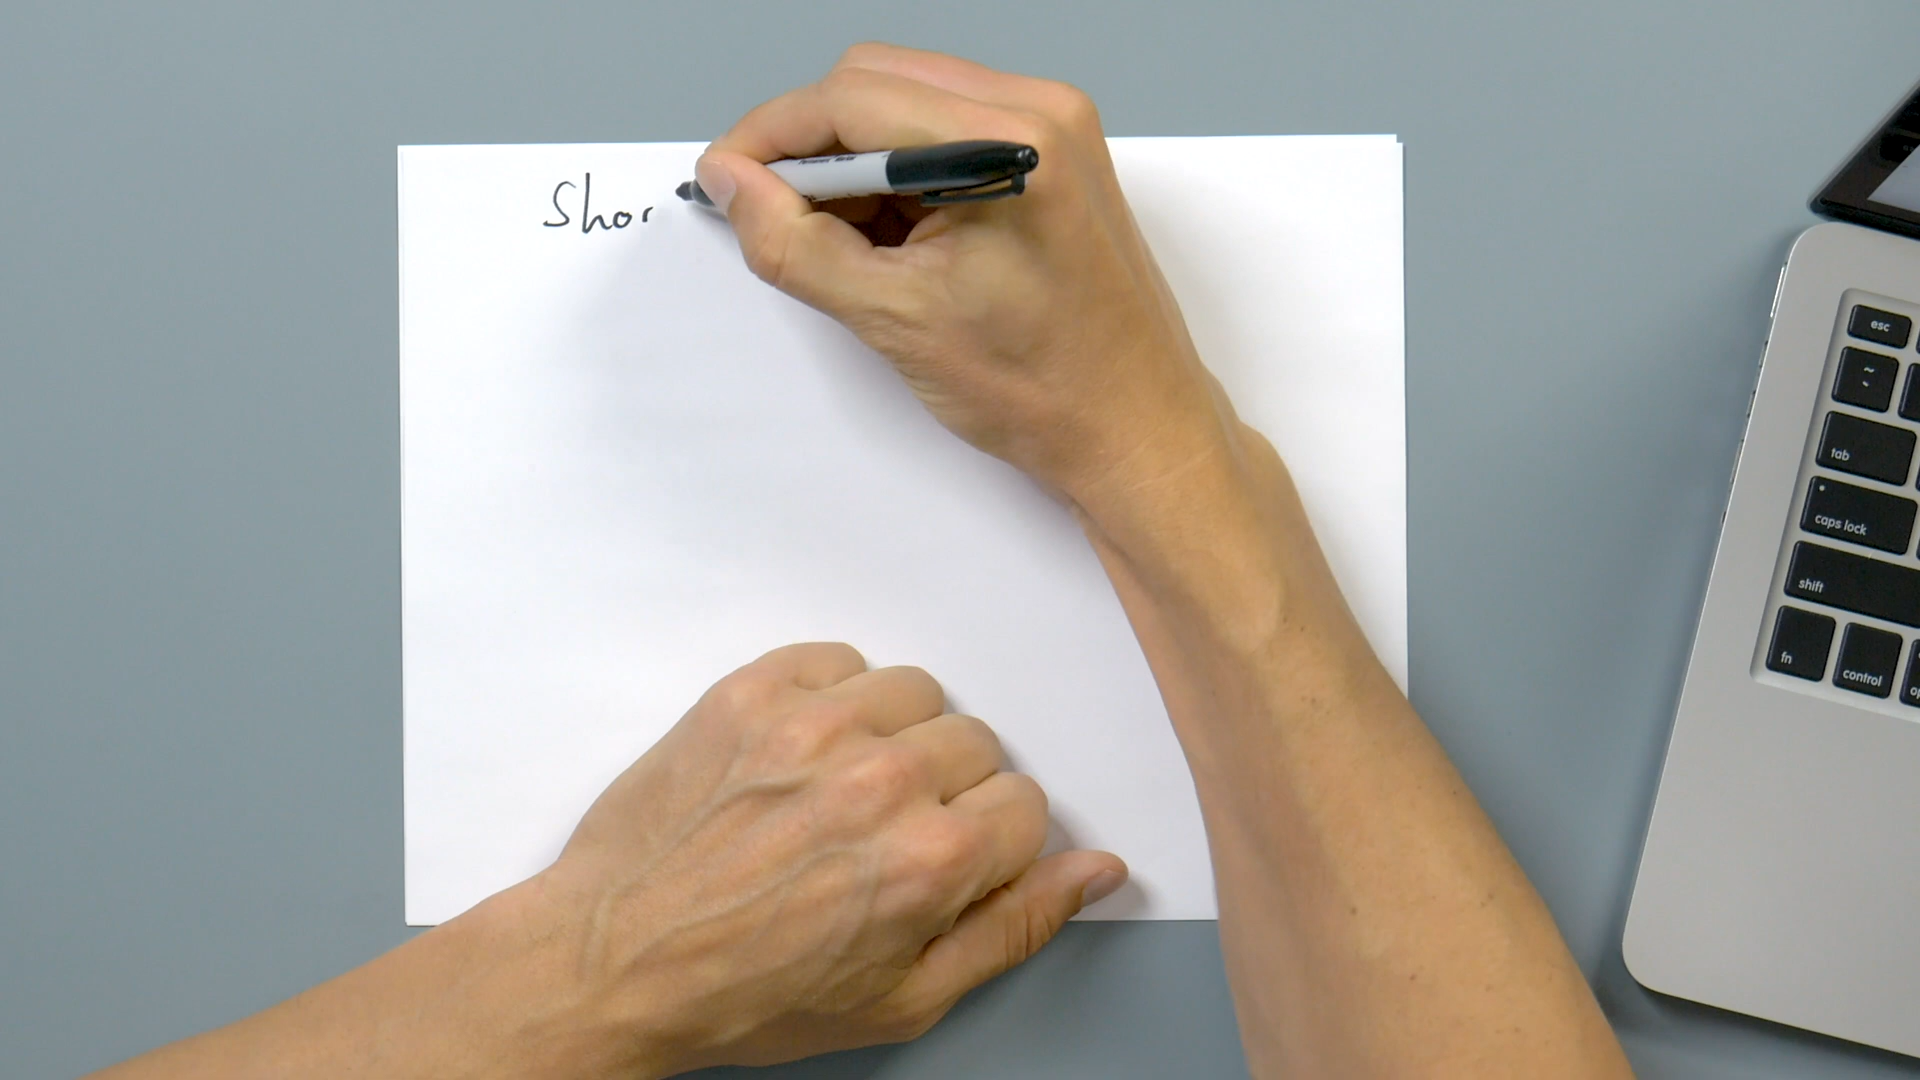 Shor
esc
~
tab
caps lock
shift
fn
control